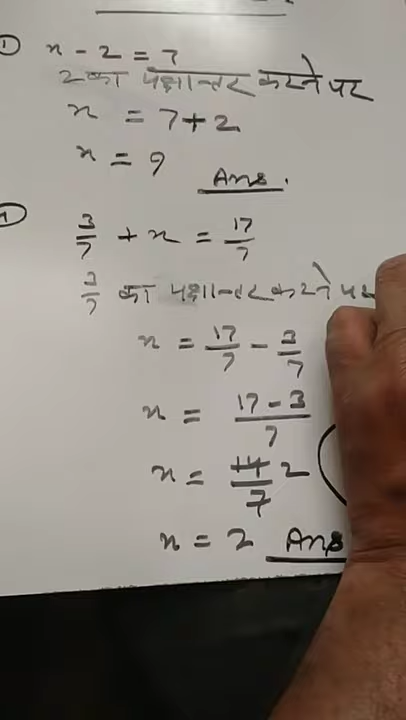 ① x - 2 = 7
2 का पक्षान्तर करने पर
x = 7 + 2
x = 9
Ans.
3/7 + x = 17/7
3/7 का पक्षान्तर करने पर
x = 17/7 - 3/7
x = 17 - 3/7
x = 14/7 2
x = 2 Ans